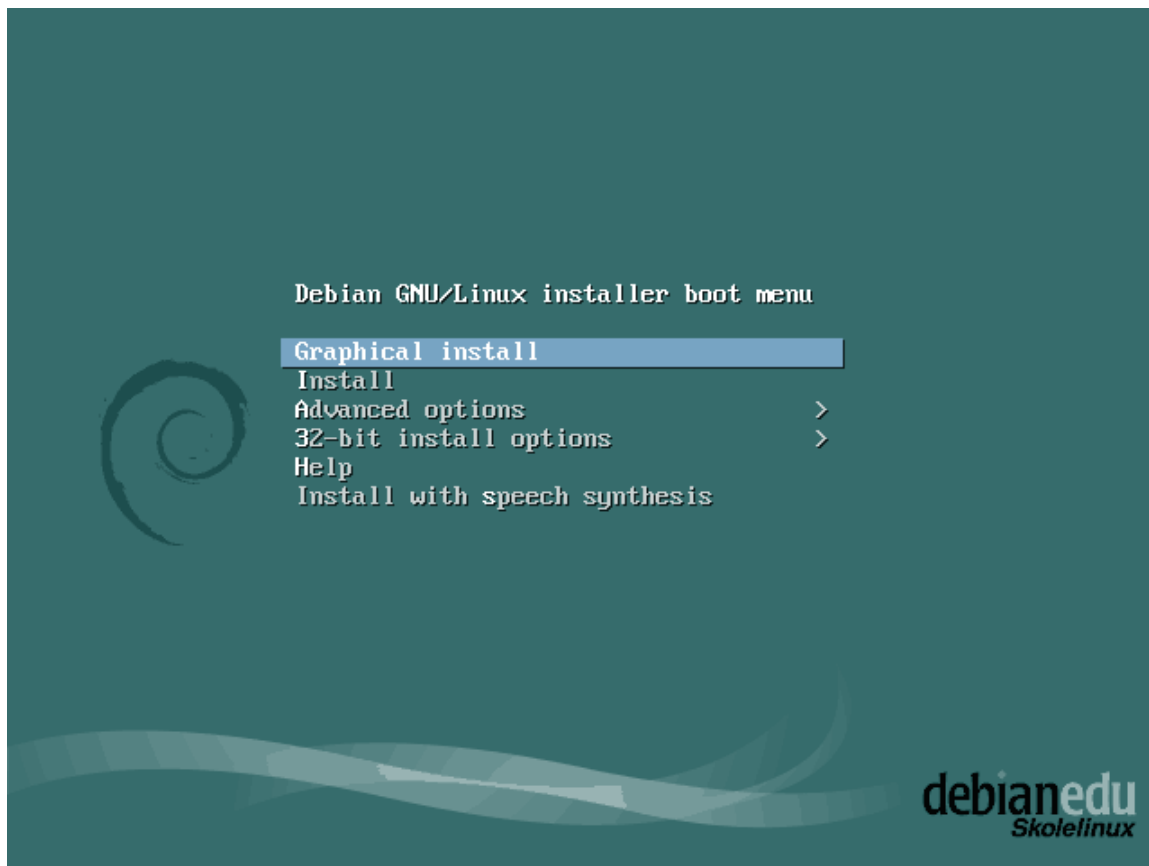 Debian GNU/Linux installer boot menu
Graphical install
Install
Advanced options >
32-bit install options >
Help
Install with speech synthesis
debianedu
Skolelinux